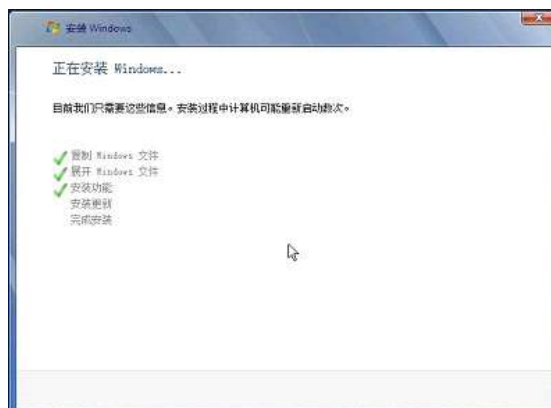 安装 Windows
正在安装 Windows...
目前我们只需要这些信息。安装过程中计算机可能重新启动数次。
复制 Windows 文件
展开 Windows 文件
安装功能
安装更新
完成安装